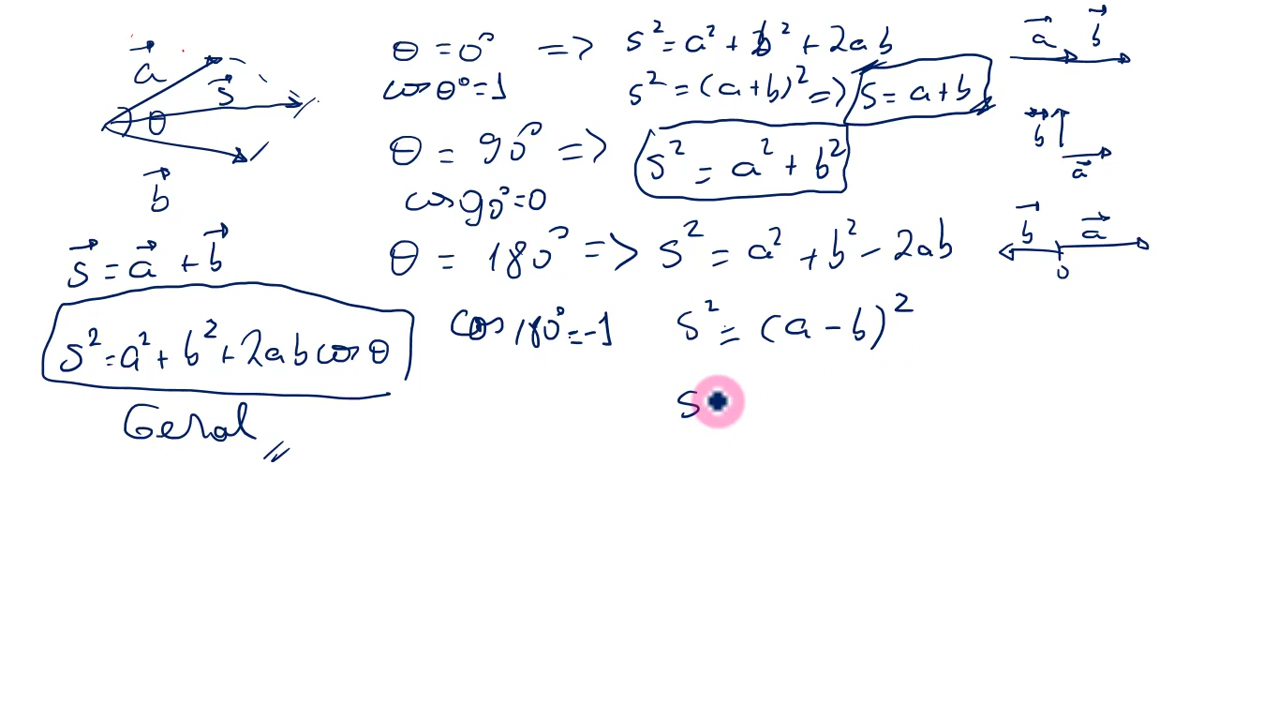 a⃗
s⃗
θ
b⃗
s⃗ = a⃗ + b⃗
s² = a² + b² + 2ab cos θ
Geral
θ = 0° => s² = a² + b² + 2ab
cos 0° = 1
s² = (a+b)² => s = a+b
θ = 90° => s² = a² + b²
cos 90° = 0
θ = 180° => s² = a² + b² - 2ab
cos 180° = -1
s² = (a - b)²
s
a⃗ b⃗
b⃗
a⃗
b⃗ a⃗
0